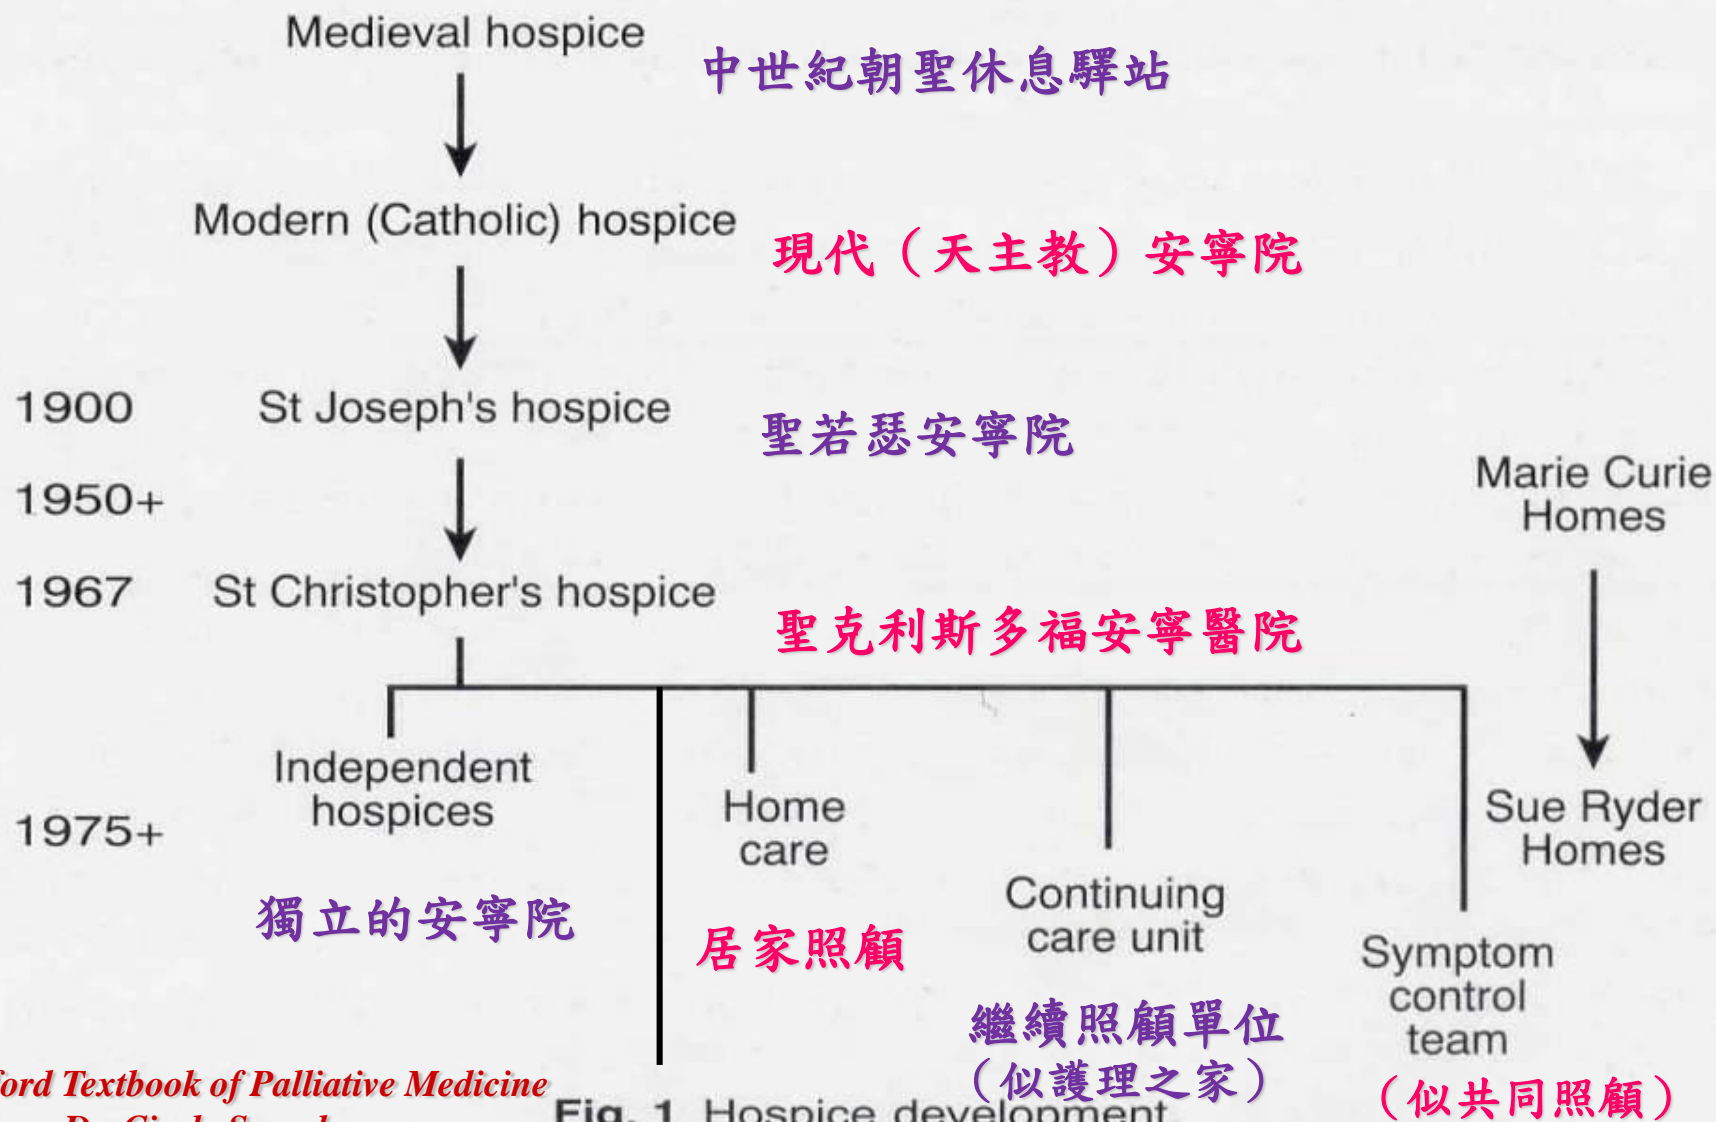 Medieval hospice
中世紀朝聖休息驛站
Modern (Catholic) hospice
現代（天主教）安寧院
1900
St Joseph's hospice
聖若瑟安寧院
1950+
Marie Curie
Homes
1967
St Christopher's hospice
聖克利斯多福安寧醫院
Independent
hospices
獨立的安寧院
1975+
Home
care
居家照顧
Continuing
care unit
繼續照顧單位
（似護理之家）
Symptom
control
team
（似共同照顧）
Sue Ryder
Homes
Textbook of Palliative Medicine
Fig. 1 Hospice development.